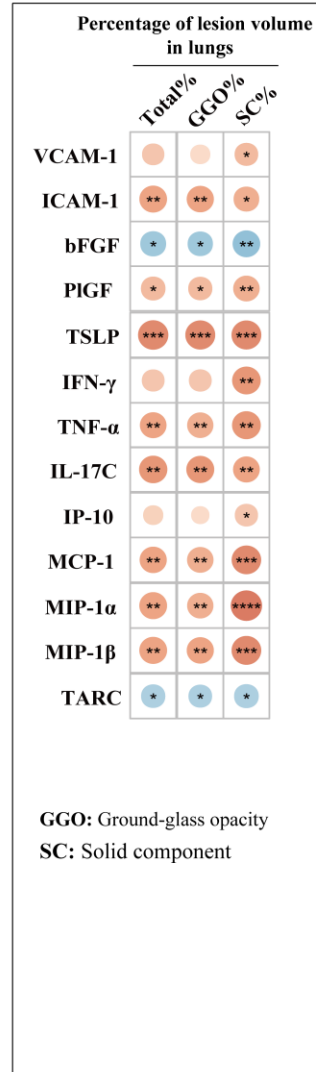 Percentage of lesion volume
in lungs
Total% GGO% SC%
VCAM-1 *
ICAM-1 ** ** *
bFGF * * **
PlGF * * **
TSLP *** *** ***
IFN-γ **
TNF-α ** ** **
IL-17C ** ** **
IP-10 *
MCP-1 ** ** ***
MIP-1α ** ** ****
MIP-1β ** ** ***
TARC * * *
GGO: Ground-glass opacity
SC: Solid component